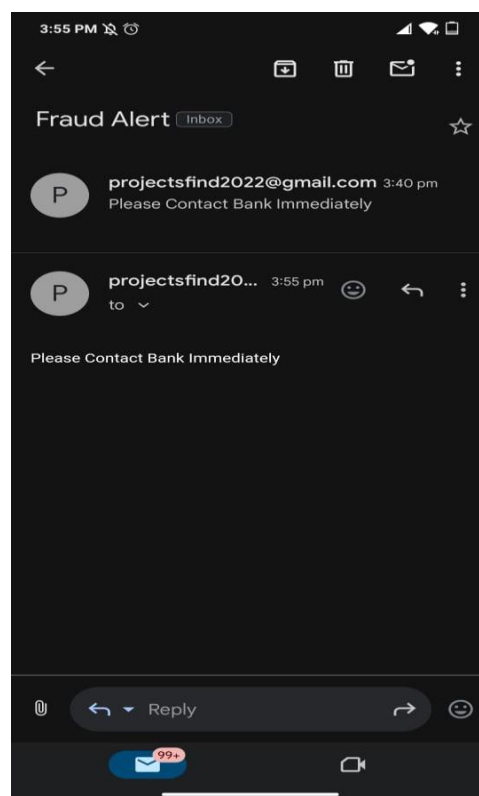 3:55 PM
Fraud Alert Inbox
projectsfind2022@gmail.com 3:40 pm
P
Please Contact Bank Immediately
projectsfind20... 3:55 pm
P
to
Please Contact Bank Immediately
Reply
99+